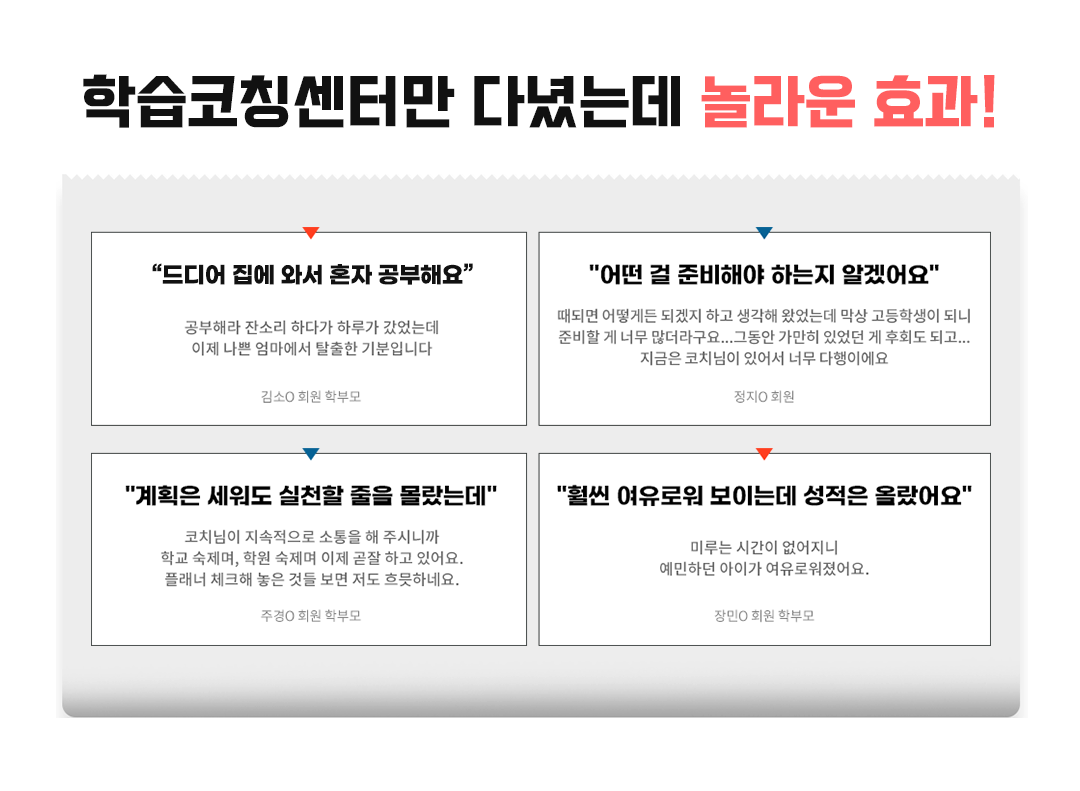 학습코칭센터만 다녔는데 놀라운 효과!
“드디어 집에 와서 혼자 공부해요”
공부해라 잔소리 하다가 하루가 갔었는데
이제 나쁜 엄마에서 탈출한 기분입니다
김소O 회원 학부모
"어떤 걸 준비해야 하는지 알겠어요"
때되면 어떻게든 되겠지 하고 생각해 왔었는데 막상 고등학생이 되니
준비할 게 너무 많더라구요...그동안 가만히 있었던 게 후회도 되고...
지금은 코치님이 있어서 너무 다행이에요
정지O 회원
"계획은 세워도 실천할 줄을 몰랐는데"
코치님이 지속적으로 소통을 해 주시니까
학교 숙제며, 학원 숙제며 이제 곧잘 하고 있어요.
플래너 체크해 놓은 것들 보면 저도 흐뭇하네요.
주경O 회원 학부모
"훨씬 여유로워 보이는데 성적은 올랐어요"
미루는 시간이 없어지니
예민하던 아이가 여유로워졌어요.
장민O 회원 학부모